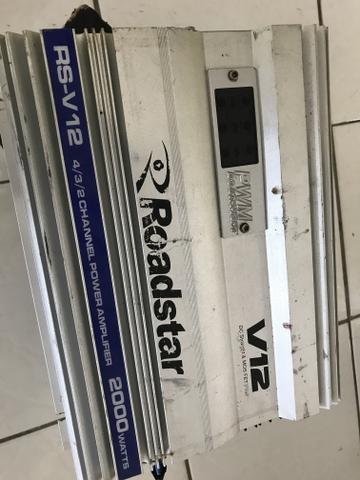 RS-V12 4/3/2 CHANNEL POWER AMPLIFIER 2000 WATTS
Roadstar
PWM
V12